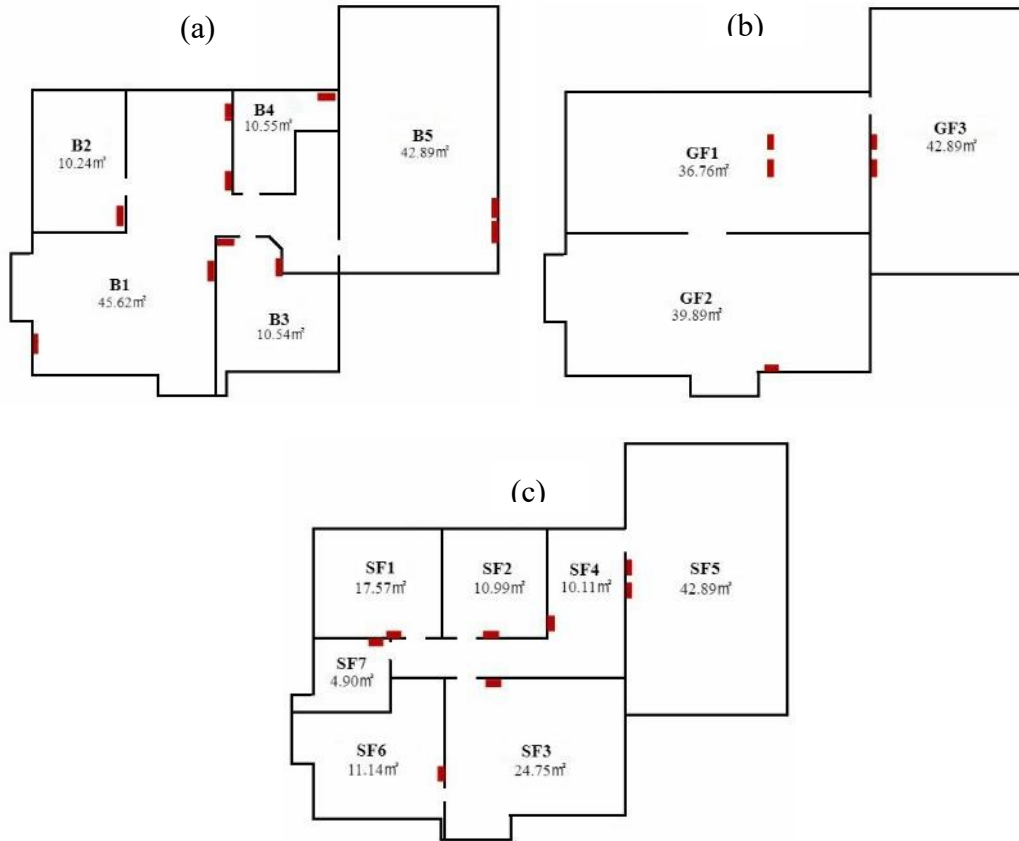 (a)
B4
10.55㎡
B2
10.24㎡
B5
42.89㎡
B1
45.62㎡
B3
10.54㎡
(b)
GF1
36.76㎡
GF3
42.89㎡
GF2
39.89㎡
(c)
SF1
17.57㎡
SF2
10.99㎡
SF4
10.11㎡
SF5
42.89㎡
SF7
4.90㎡
SF6
11.14㎡
SF3
24.75㎡